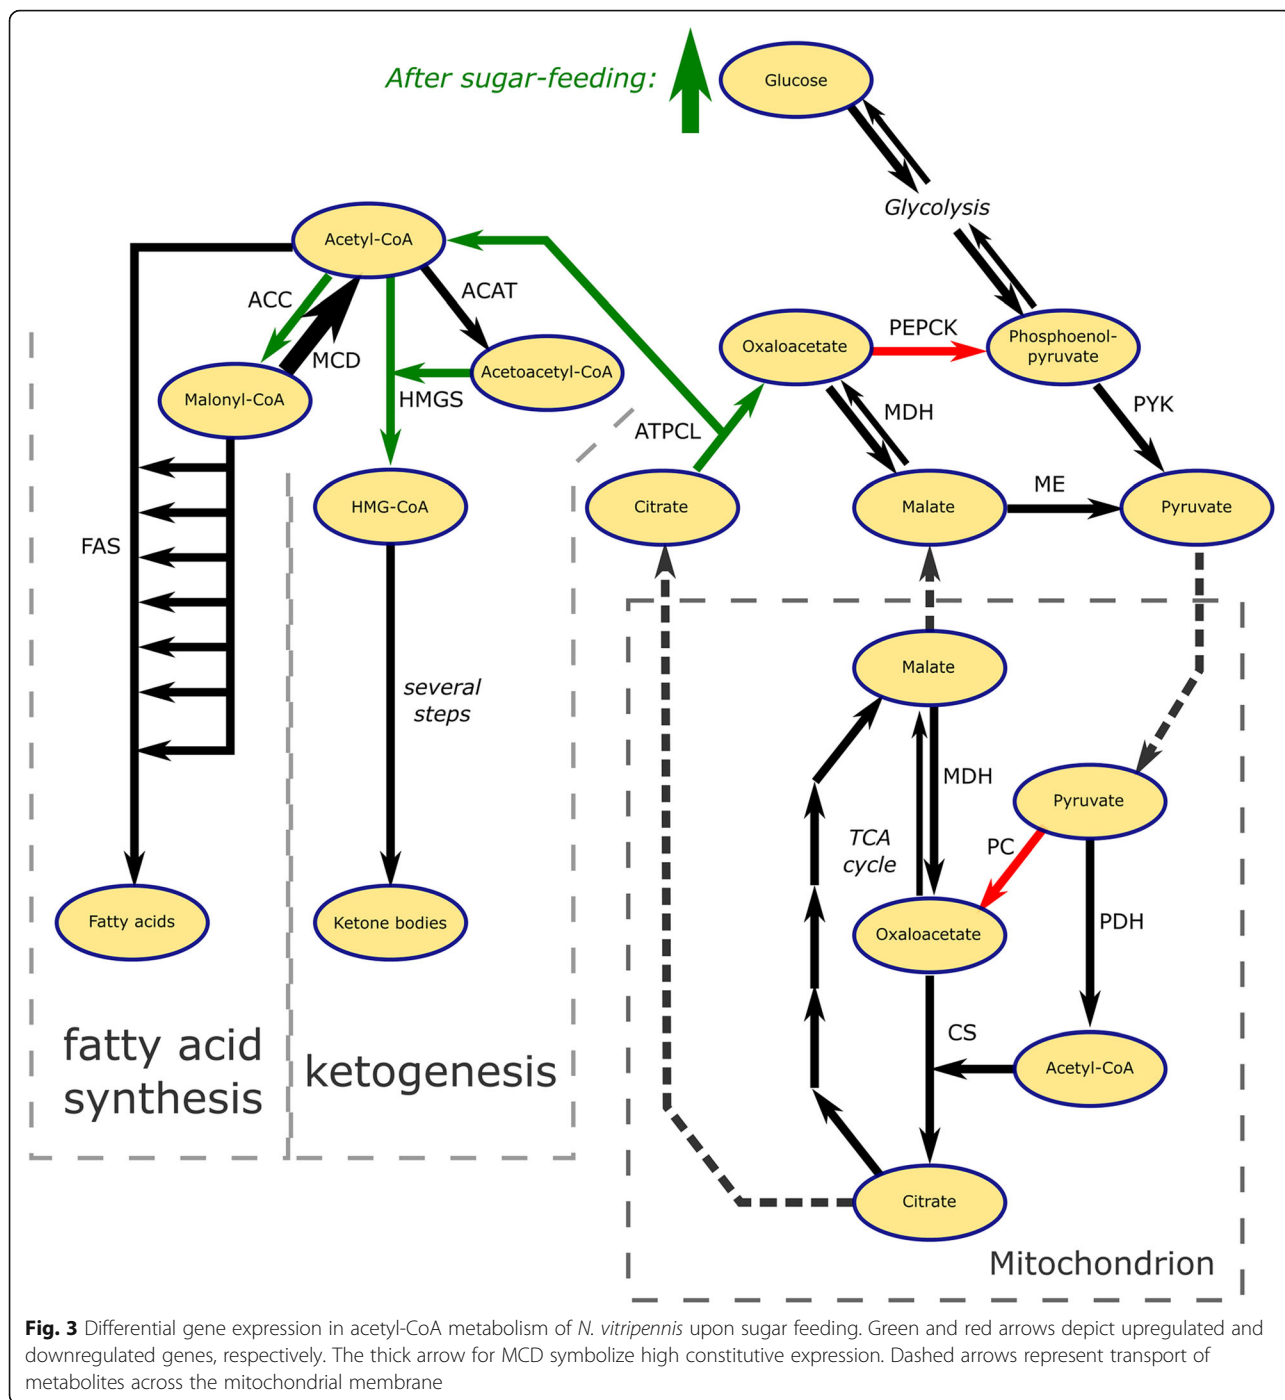 After sugar-feeding:
Glucose
Glycolysis
Acetyl-CoA
ACC
MCD
ACAT
Malonyl-CoA
HMGS
Acetoacetyl-CoA
Oxaloacetate
PEPCK
Phosphoenol-
pyruvate
ATPCL
MDH
PYK
HMG-CoA
Citrate
Malate
ME
Pyruvate
FAS
several
steps
Malate
MDH
Pyruvate
TCA
cycle
PC
PDH
Fatty acids
Ketone bodies
Oxaloacetate
CS
Acetyl-CoA
fatty acid
synthesis
ketogenesis
Citrate
Mitochondrion
Fig. 3 Differential gene expression in acetyl-CoA metabolism of N. vitripennis upon sugar feeding. Green and red arrows depict upregulated and
downregulated genes, respectively. The thick arrow for MCD symbolize high constitutive expression. Dashed arrows represent transport of
metabolites across the mitochondrial membrane